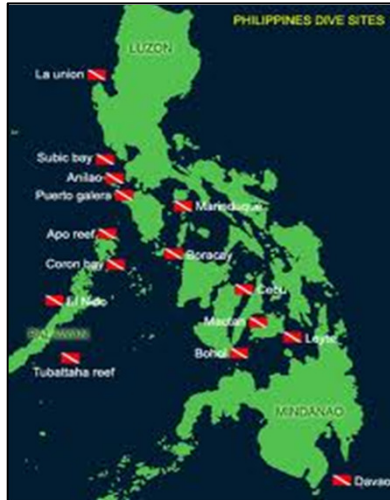 PHILIPPINES DIVE SITES
LUZON
La union
Subic bay
Anilao
Puerto galera
Marinduque
Apo reef
Boracay
Coron bay
Cebu
El Nido
Mactan
PALAWAN
Leyte
Bohol
Tubattaha reef
MINDANAO
Davao